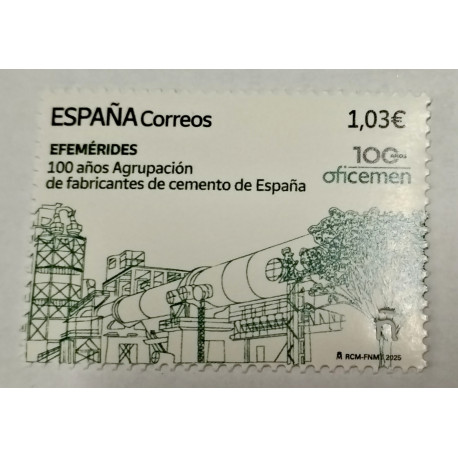 ESPAÑA Correos 1,03€
EFEMÉRIDES
100 años Agrupación
de fabricantes de cemento de España
100 AÑOS
oficemen
RCM-FNMT 2025